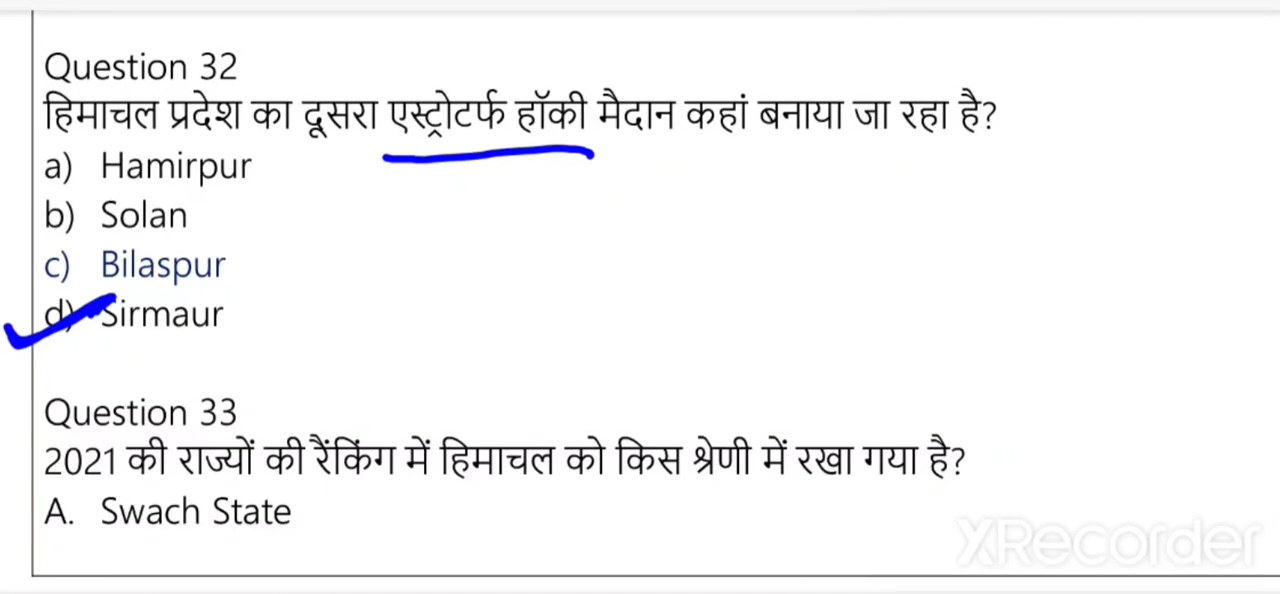 Question 32
हिमाचल प्रदेश का दूसरा एस्ट्रोटर्फ हॉकी मैदान कहां बनाया जा रहा है?
a) Hamirpur
b) Solan
c) Bilaspur
d) Sirmaur
Question 33
2021 की राज्यों की रैंकिंग में हिमाचल को किस श्रेणी में रखा गया है?
A. Swach State
XRecorder